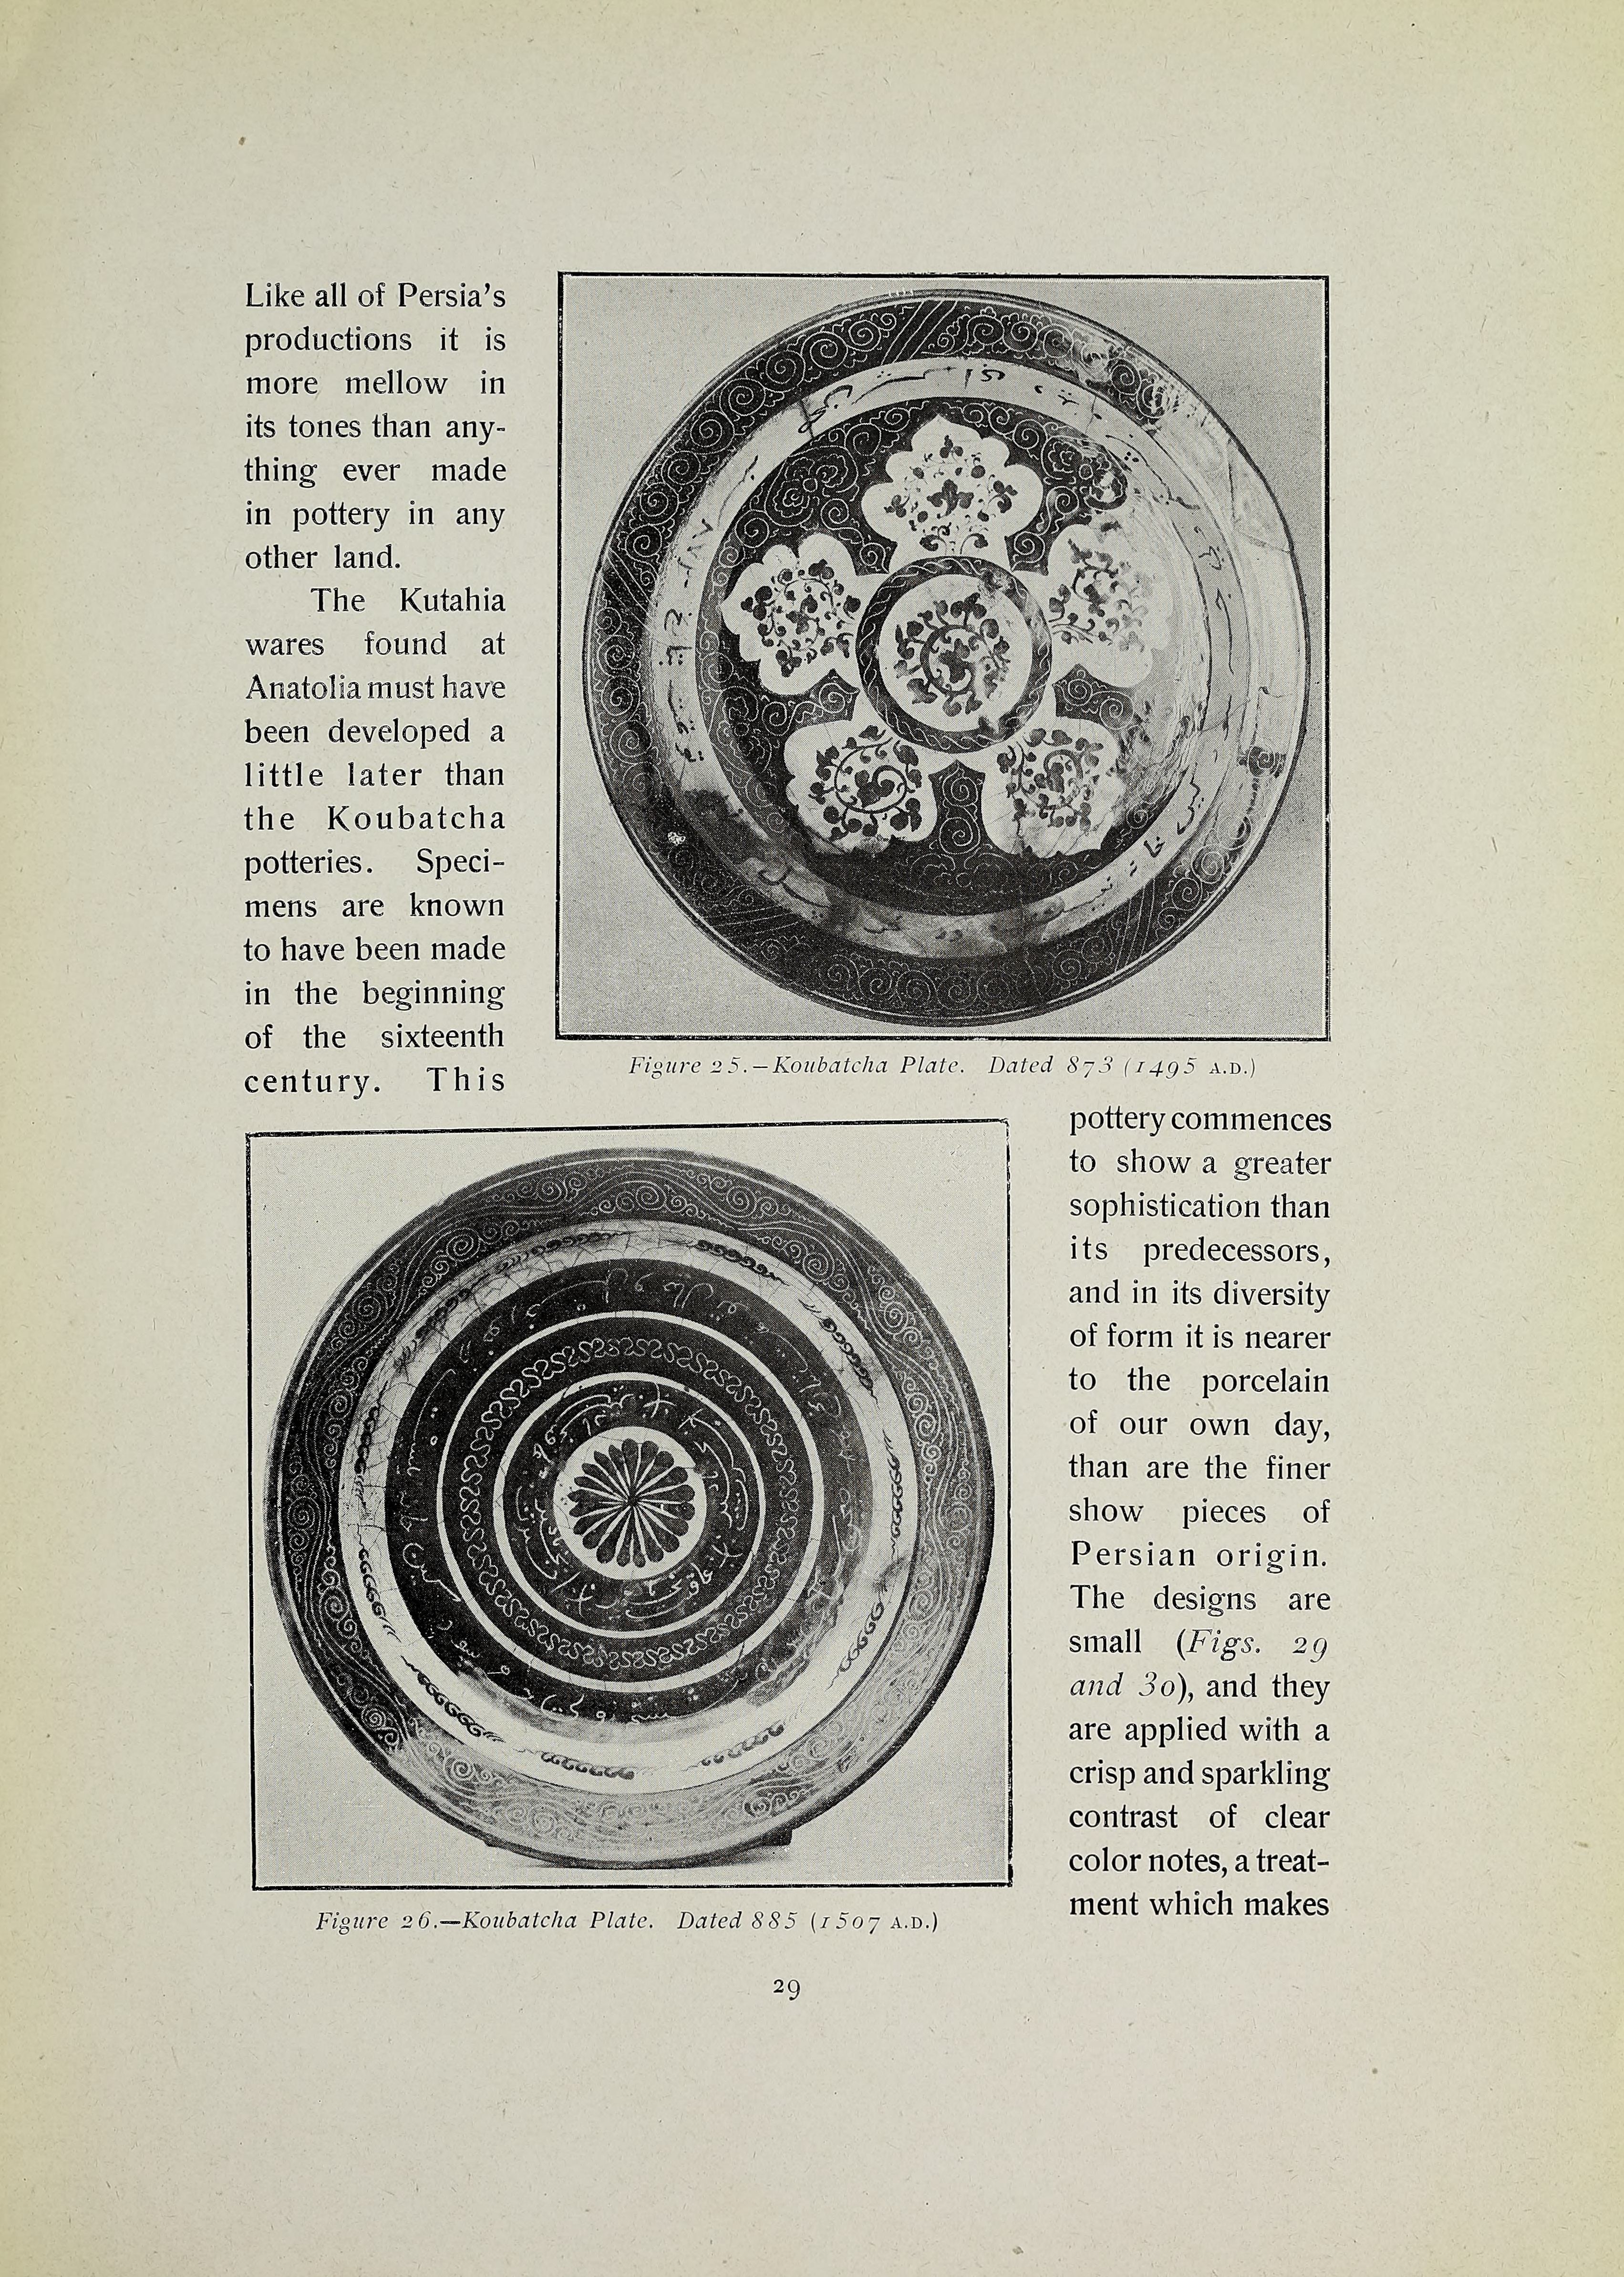 Like all of Persia's
productions it is
more mellow in
its tones than any-
thing ever made
in pottery in any
other land.
The Kutahia
wares found at
Anatolia must have
been developed a
little later than
the Koubatcha
potteries. Speci-
mens are known
to have been made
in the beginning
of the sixteenth
century. This
Figure 25.—Koubatcha Plate. Dated 873 (1495 A.D.)
pottery commences
to show a greater
sophistication than
its predecessors,
and in its diversity
of form it is nearer
to the porcelain
of our own day,
than are the finer
show pieces of
Persian origin.
The designs are
small (Figs. 29
and 30), and they
are applied with a
crisp and sparkling
contrast of clear
color notes, a treat-
ment which makes
Figure 26.—Koubatcha Plate. Dated 885 (1507 A.D.)
29